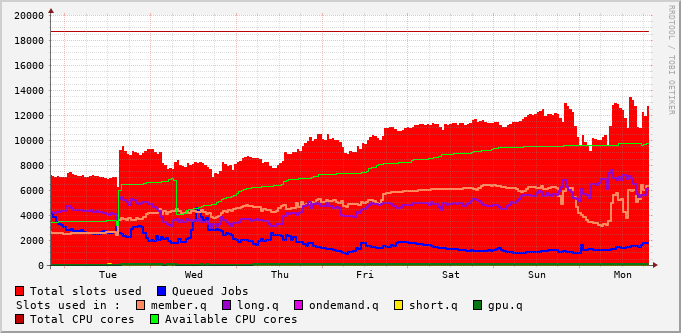 RRDTOOL / TOBI OETIKER
20000
18000
16000
14000
12000
10000
8000
6000
4000
2000
0
Tue Wed Thu Fri Sat Sun Mon
Total slots used Queued Jobs
Slots used in : member.q long.q ondemand.q short.q gpu.q
Total CPU cores Available CPU cores